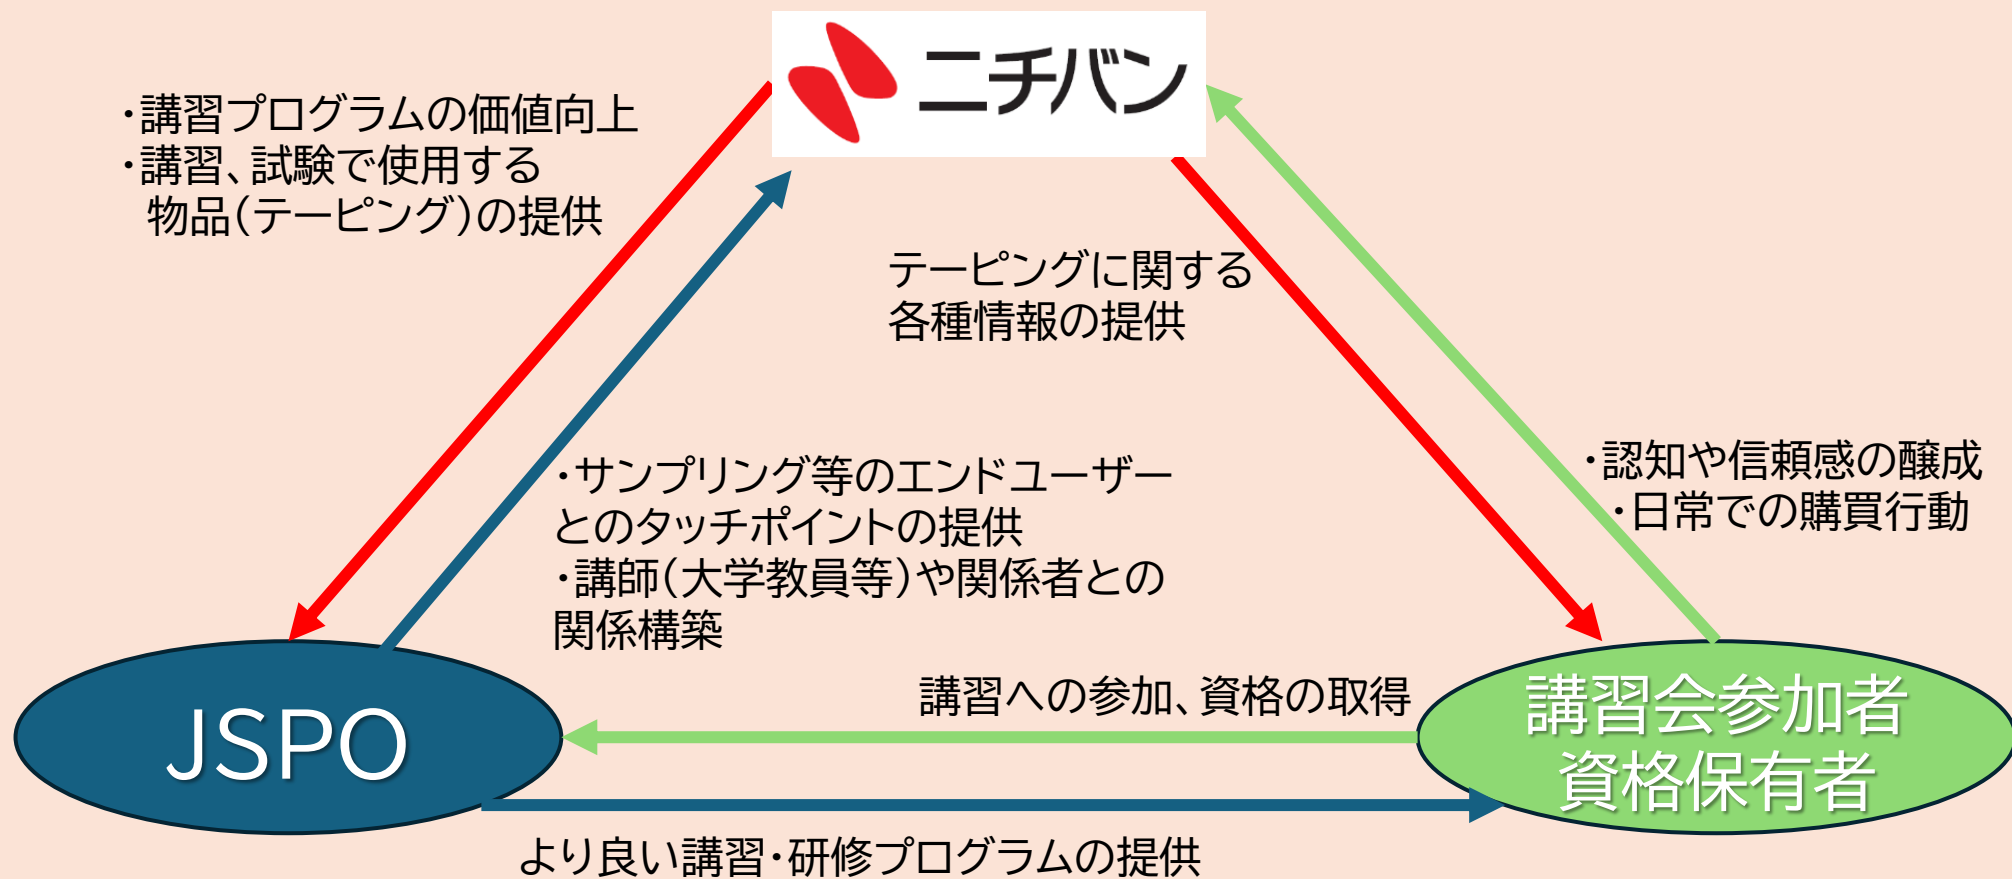 ニチバン
・講習プログラムの価値向上
・講習、試験で使用する
物品(テーピング)の提供
テーピングに関する
各種情報の提供
・サンプリング等のエンドユーザー
とのタッチポイントの提供
・講師(大学教員等)や関係者との
関係構築
・認知や信頼感の醸成
・日常での購買行動
講習への参加、資格の取得
JSPO
講習会参加者
資格保有者
より良い講習・研修プログラムの提供